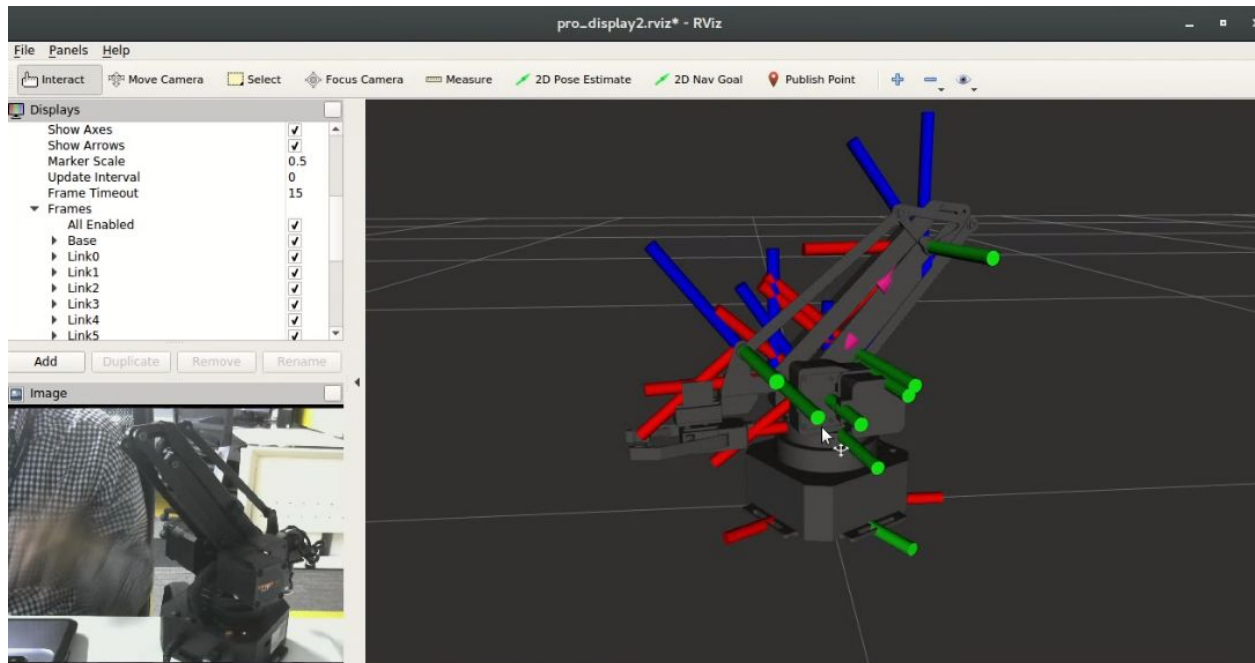 pro_display2.rviz* - RViz
File Panels Help
Interact Move Camera Select Focus Camera Measure 2D Pose Estimate 2D Nav Goal Publish Point
Displays
Show Axes
Show Arrows
Marker Scale 0.5
Update Interval 0
Frame Timeout 15
Frames
All Enabled
Base
Link0
Link1
Link2
Link3
Link4
Link5
Add Duplicate Remove Rename
Image